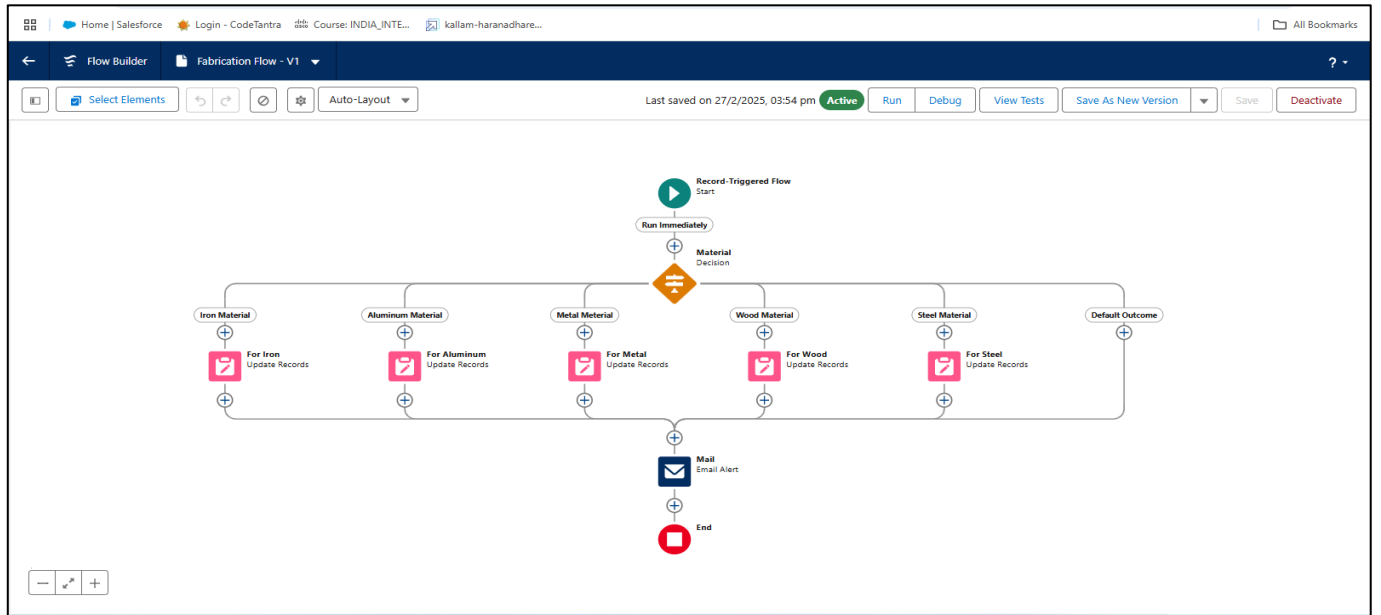 Home | Salesforce Login - CodeTantra Course: INDIA_INTE... kallam-haranadhare... All Bookmarks
Flow Builder Fabrication Flow - V1 ?
Select Elements Auto-Layout Last saved on 27/2/2025, 03:54 pm Active Run Debug View Tests Save As New Version Save Deactivate
Record-Triggered Flow
Start
Run Immediately
Material
Decision
Iron Material Aluminum Material Metal Meterial Wood Material Steel Material Default Outcome
For Iron For Aluminum For Metal For Wood For Steel
Update Records Update Records Update Records Update Records Update Records
Mail
Email Alert
End